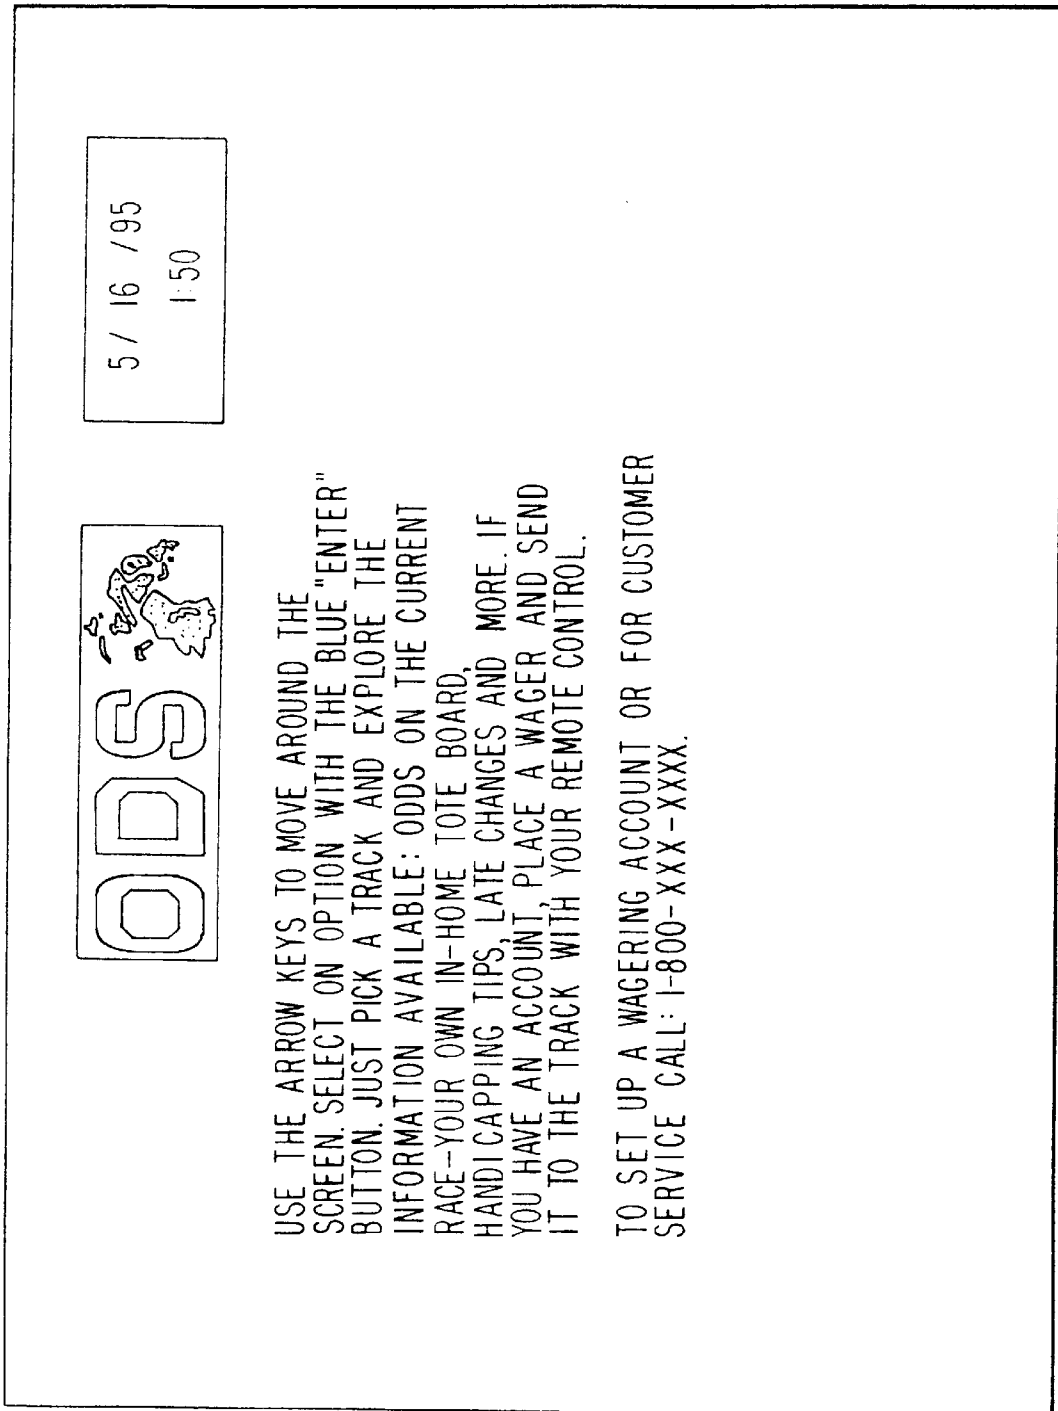 ODS
5/ 16 /95
1:50
USE THE ARROW KEYS TO MOVE AROUND THE
SCREEN. SELECT ON OPTION WITH THE BLUE "ENTER"
BUTTON. JUST PICK A TRACK AND EXPLORE THE
INFORMATION AVAILABLE: ODDS ON THE CURRENT
RACE-YOUR OWN IN-HOME TOTE BOARD,
HANDICAPPING TIPS, LATE CHANGES AND MORE. IF
YOU HAVE AN ACCOUNT, PLACE A WAGER AND SEND
IT TO THE TRACK WITH YOUR REMOTE CONTROL.
TO SET UP A WAGERING ACCOUNT OR FOR CUSTOMER
SERVICE CALL: 1-800-XXX-XXXX.